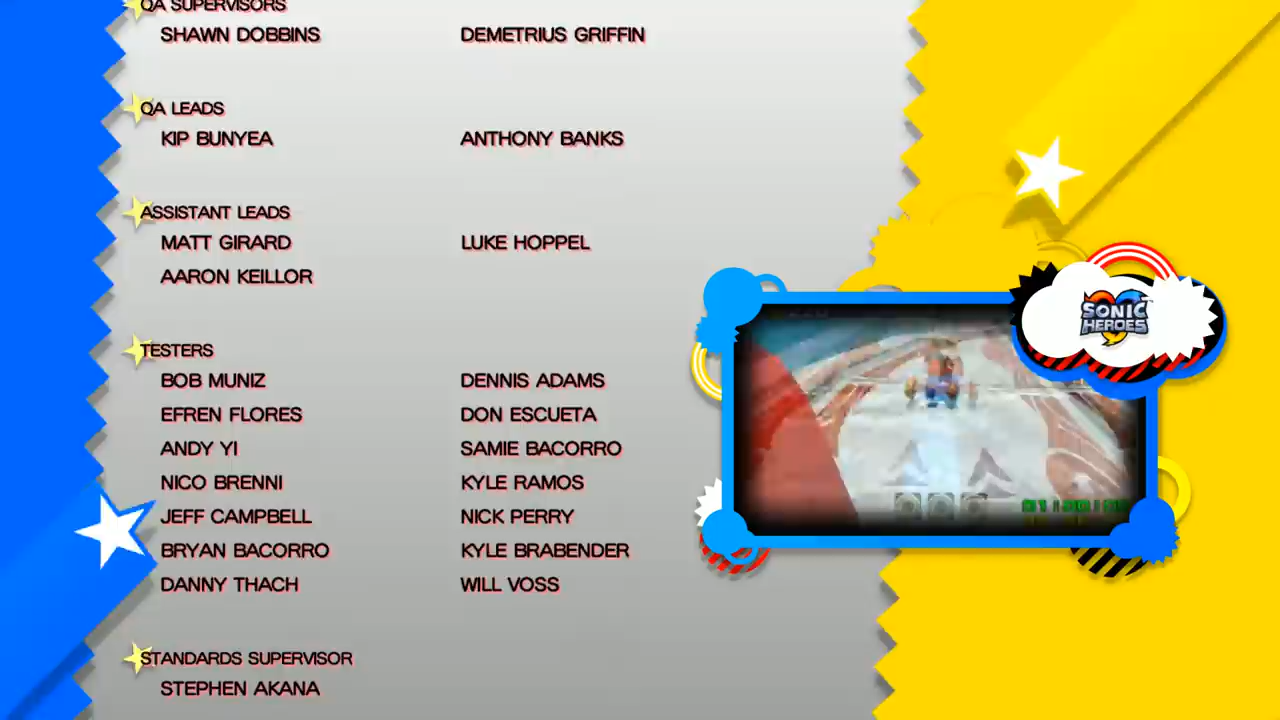 QA SUPERVISORS
SHAWN DOBBINS DEMETRIUS GRIFFIN
QA LEADS
KIP BUNYEA ANTHONY BANKS
ASSISTANT LEADS
MATT GIRARD LUKE HOPPEL
AARON KEILLOR
TESTERS
BOB MUNIZ DENNIS ADAMS
EFREN FLORES DON ESCUETA
ANDY YI SAMIE BACORRO
NICO BRENNI KYLE RAMOS
JEFF CAMPBELL NICK PERRY
BRYAN BACORRO KYLE BRABENDER
DANNY THACH WILL VOSS
STANDARDS SUPERVISOR
STEPHEN AKANA
SONIC
HEROES